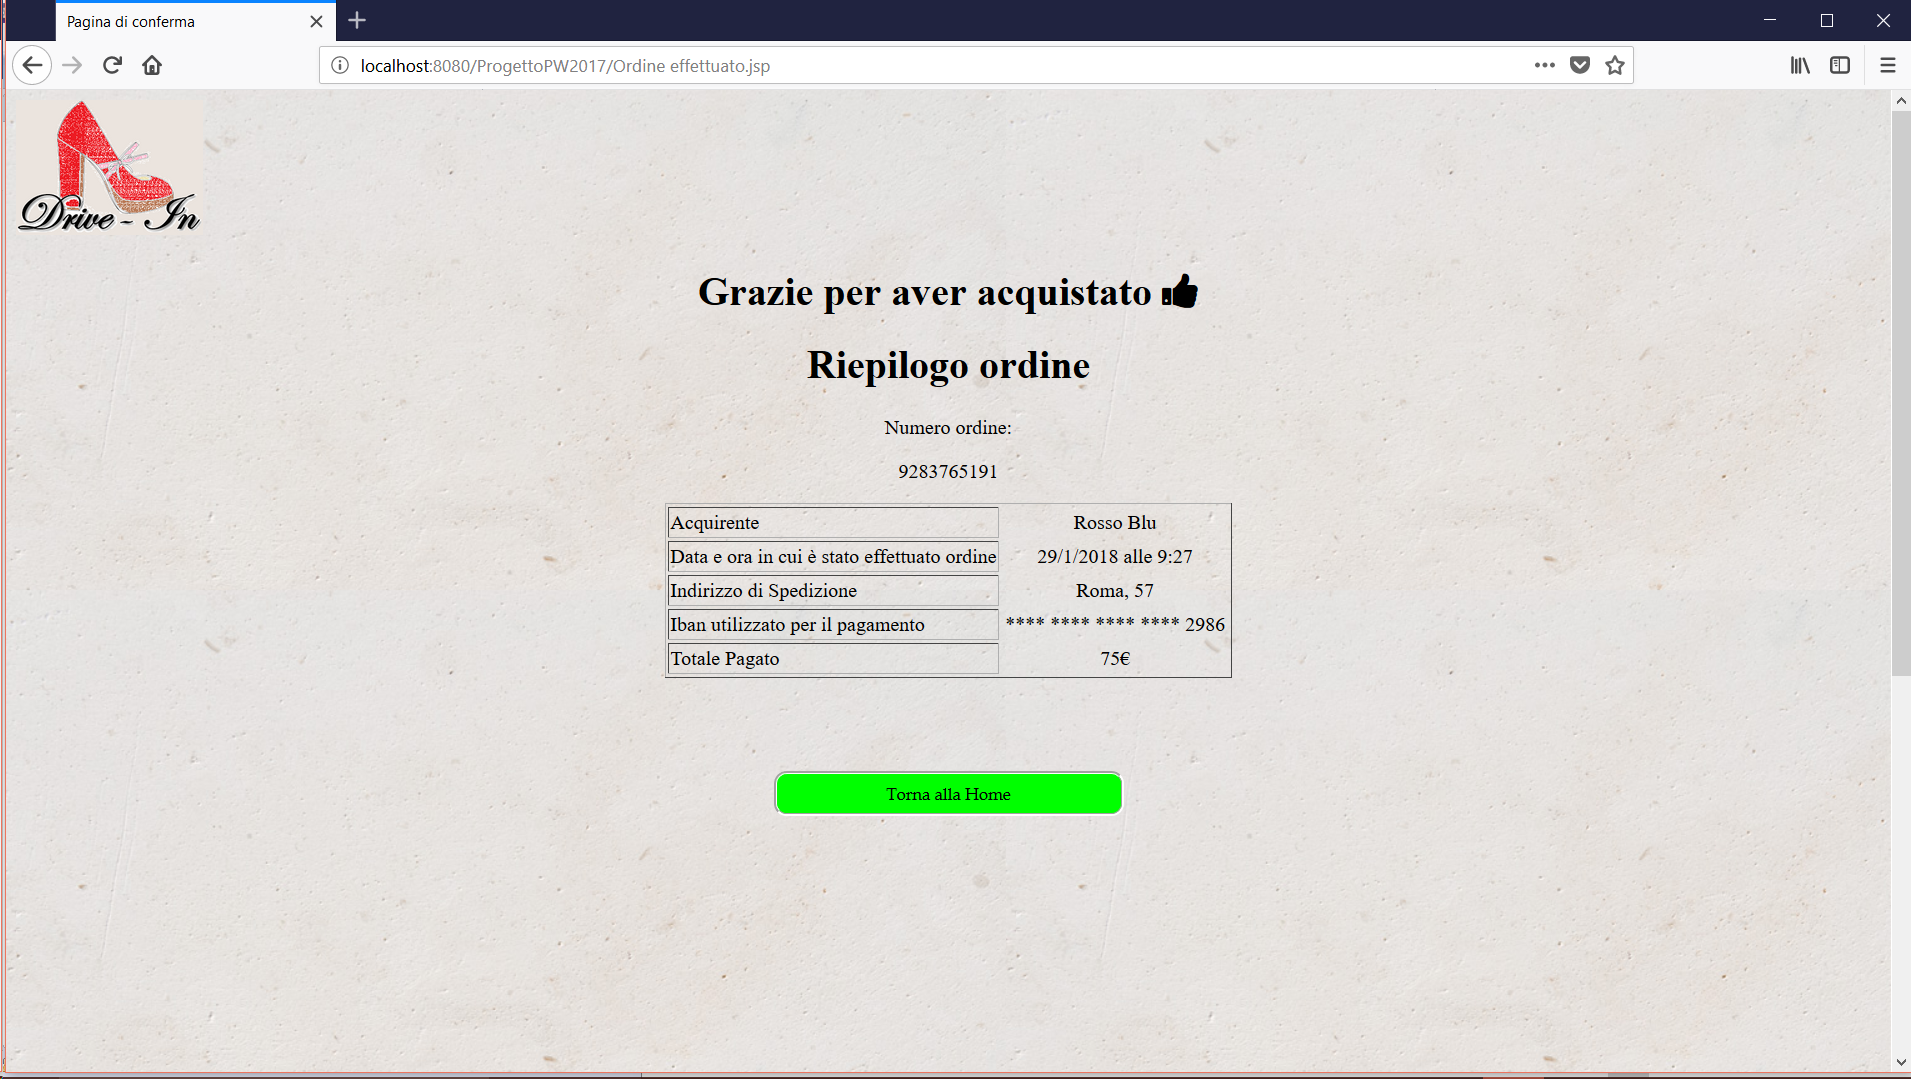 Pagina di conferma
localhost:8080/ProgettoPW2017/Ordine effettuato.jsp
Drive - In
Grazie per aver acquistato
Riepilogo ordine
Numero ordine:
9283765191
Acquirente Rosso Blu
Data e ora in cui è stato effettuato ordine 29/1/2018 alle 9:27
Indirizzo di Spedizione Roma, 57
Iban utilizzato per il pagamento **** **** **** **** 2986
Totale Pagato 75€
Torna alla Home